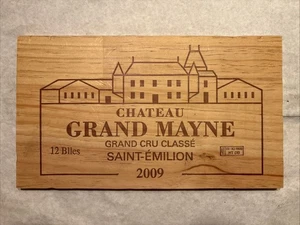 CHATEAU
GRAND MAYNE
GRAND CRU CLASSÉ
12 Btles
SAINT-ÉMILION
2009